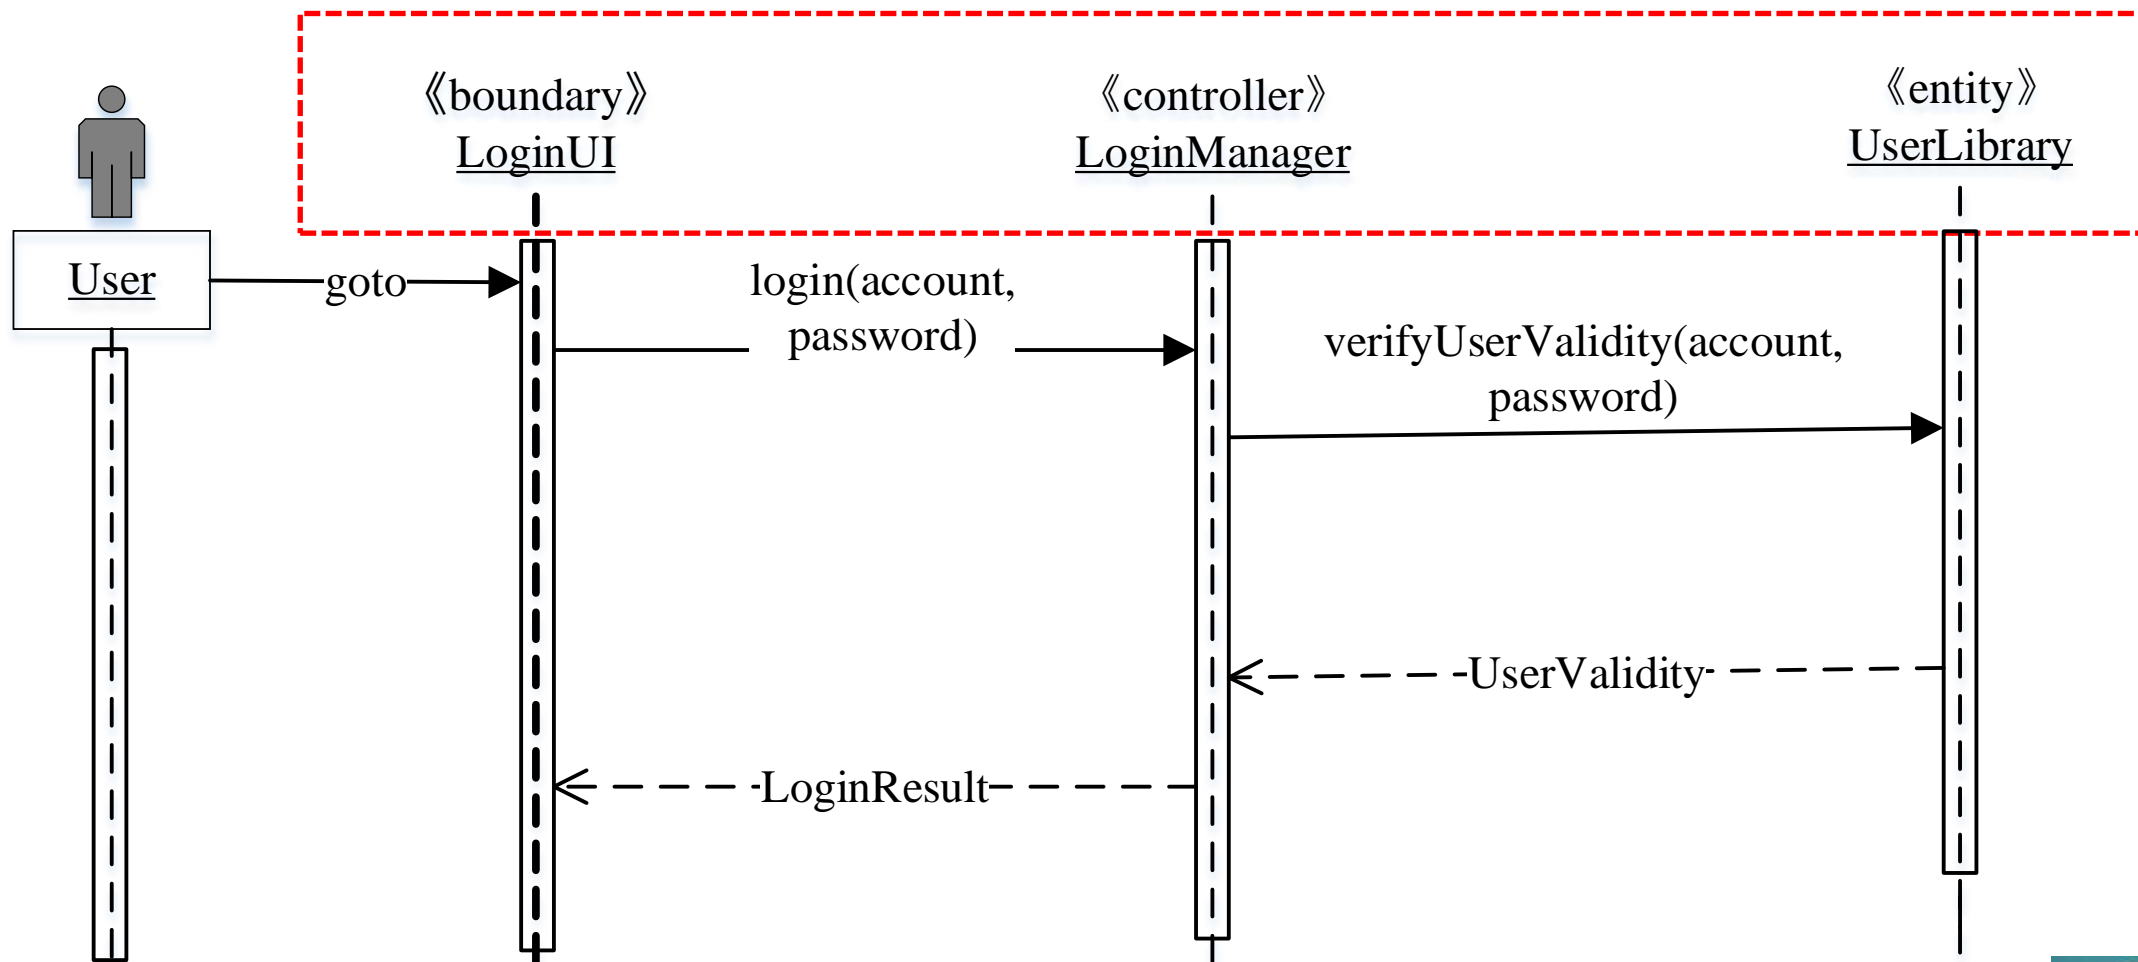 《boundary》
LoginUI
《controller》
LoginManager
《entity》
UserLibrary
User
goto
login(account,
password)
verifyUserValidity(account,
password)
UserValidity
LoginResult